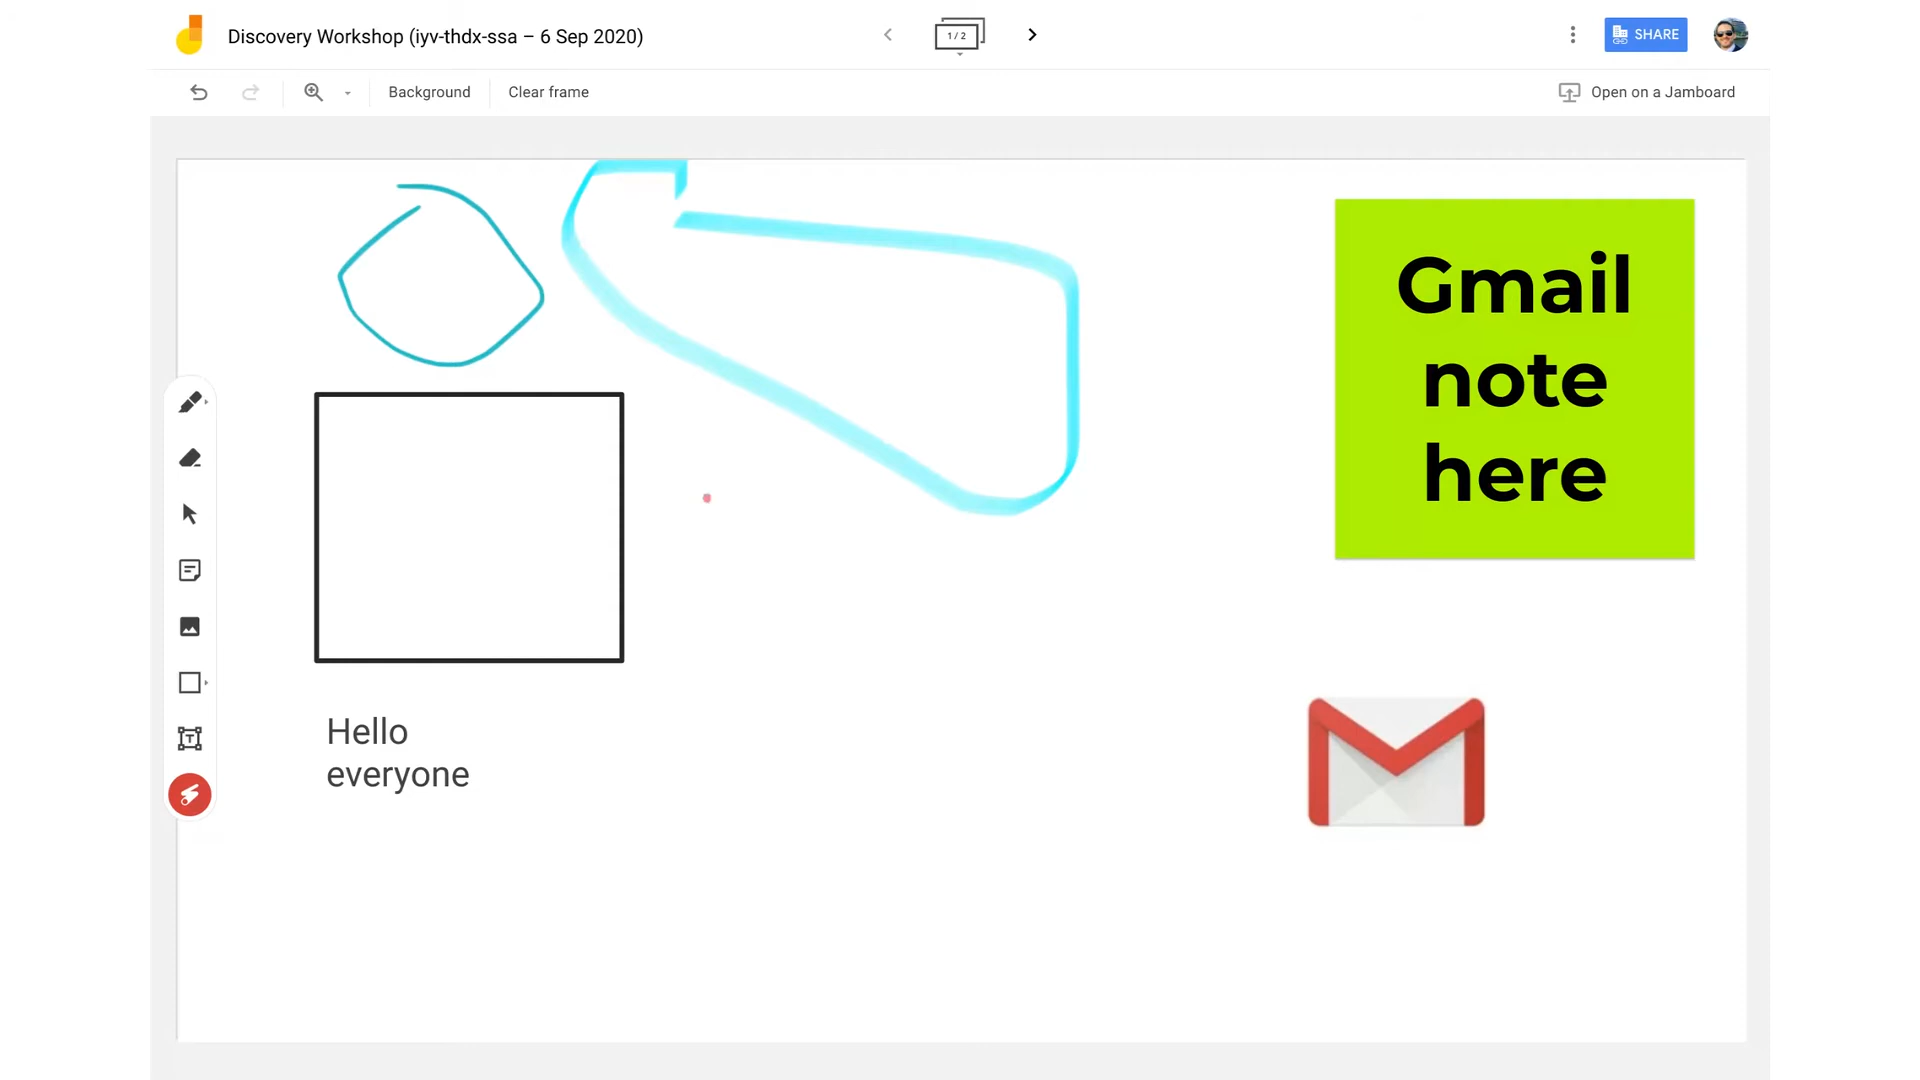 Discovery Workshop (iyv-thdx-ssa – 6 Sep 2020)
1 / 2
SHARE
Background
Clear frame
Open on a Jamboard
Gmail
note
here
Hello
everyone